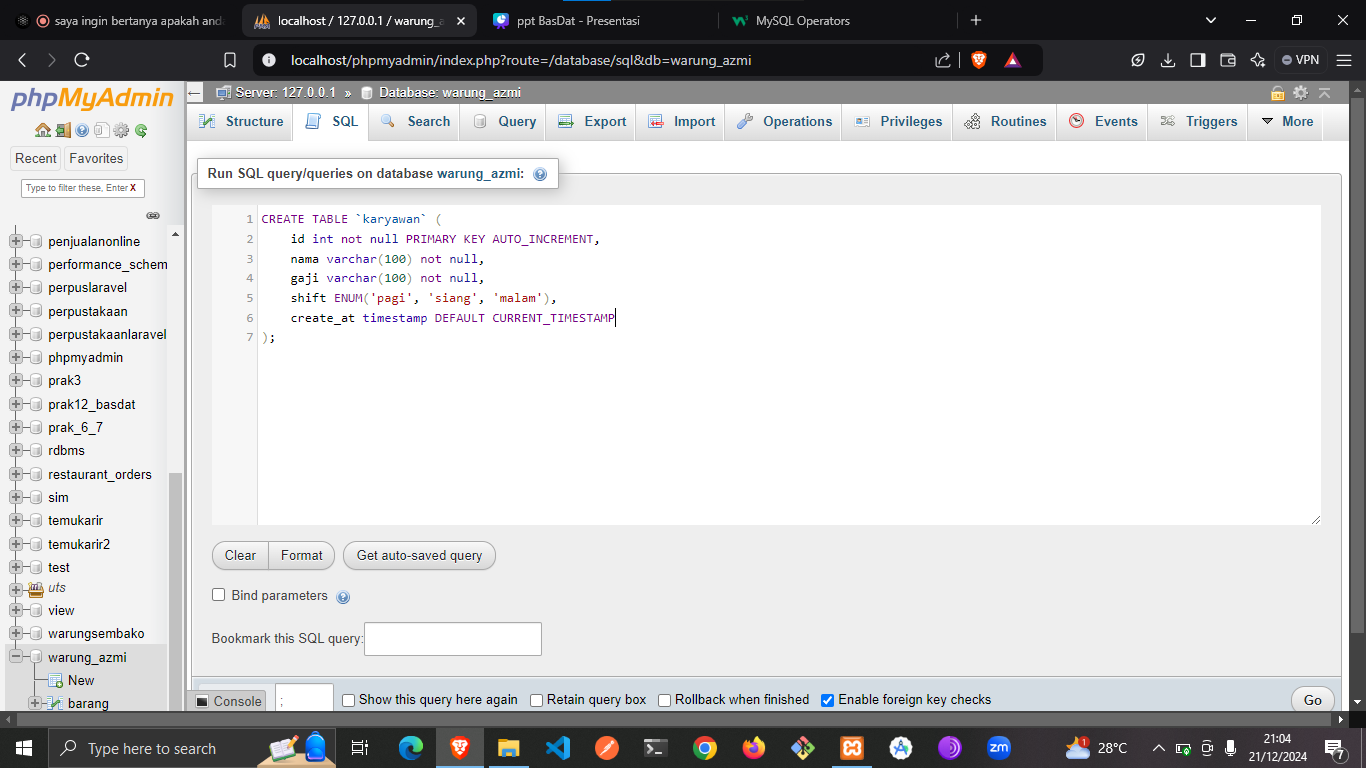 saya ingin bertanya apakah and
localhost / 127.0.0.1 / warung_a
ppt BasDat - Presentasi
MySQL Operators
localhost/phpmyadmin/index.php?route=/database/sql&db=warung_azmi
VPN
phpMyAdmin
Recent
Favorites
Type to filter these, Enter X
penjualanonline
performance_schem
perpuslaravel
perpustakaan
perpustakaanlaravel
phpmyadmin
prak3
prak12_basdat
prak_6_7
rdbms
restaurant_orders
sim
temukarir
temukarir2
test
uts
view
warungsembako
warung_azmi
New
barang
Server: 127.0.0.1 » Database: warung_azmi
Structure
SQL
Search
Query
Export
Import
Operations
Privileges
Routines
Events
Triggers
More
Run SQL query/queries on database warung_azmi:
1 CREATE TABLE `karyawan` (
2 id int not null PRIMARY KEY AUTO_INCREMENT,
3 nama varchar(100) not null,
4 gaji varchar(100) not null,
5 shift ENUM('pagi', 'siang', 'malam'),
6 create_at timestamp DEFAULT CURRENT_TIMESTAMP
7 );
Clear
Format
Get auto-saved query
Bind parameters
Bookmark this SQL query:
Console
;
Show this query here again
Retain query box
Rollback when finished
Enable foreign key checks
Go
Type here to search
zm
1
28°C
21:04
21/12/2024
7